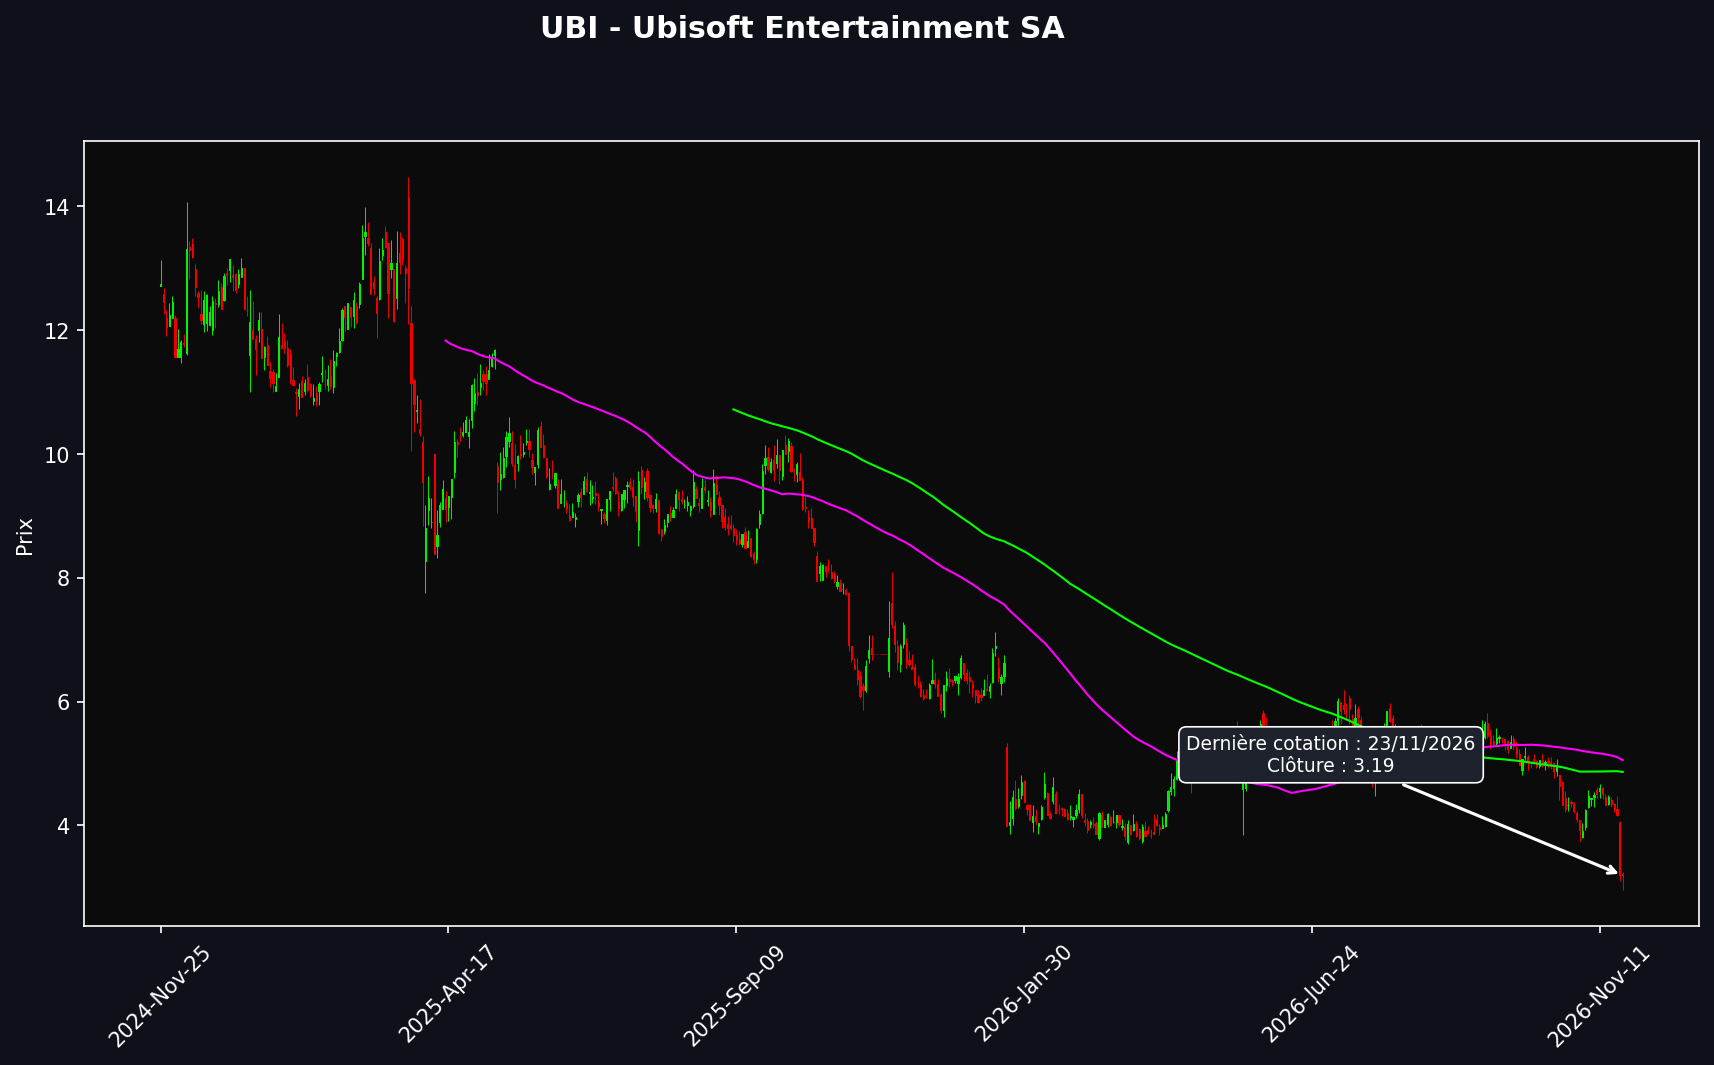 UBI - Ubisoft Entertainment SA
Prix
14
12
10
8
6
4
Dernière cotation : 23/11/2026
Clôture : 3.19
2024-Nov-25
2025-Apr-17
2025-Sep-09
2026-Jan-30
2026-Jun-24
2026-Nov-11